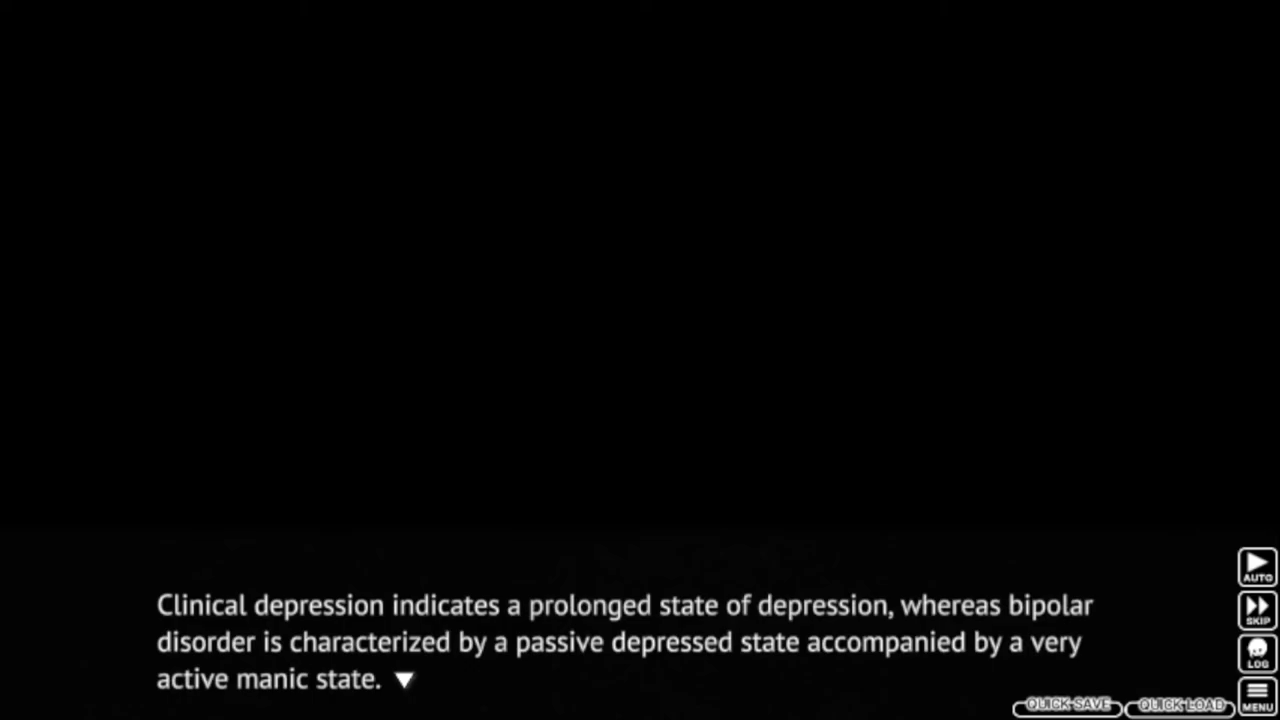 Clinical depression indicates a prolonged state of depression, whereas bipolar
disorder is characterized by a passive depressed state accompanied by a very
active manic state.
AUTO
SKIP
LOG
MENU
QUICK SAVE
QUICK LOAD